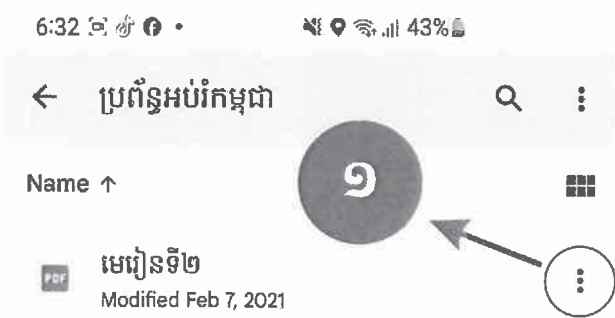 6:32 43%
ប្រព័ន្ធអប់រំកម្ពុជា
Name ↑
១
មេរៀនទី២
PDF
Modified Feb 7, 2021